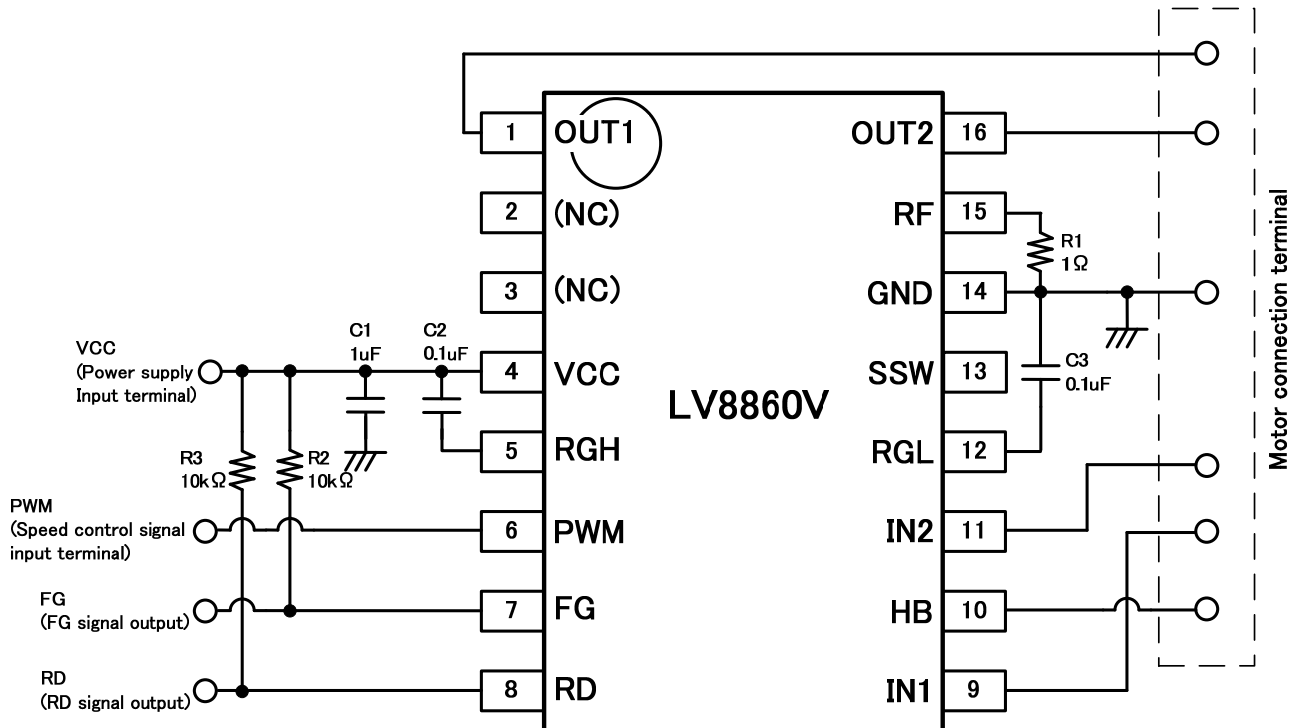 1 OUT1
OUT2 16
2 (NC)
RF 15
R1
1Ω
3 (NC)
GND 14
VCC
(Power supply
Input terminal)
C1
1uF
C2
0.1uF
4 VCC
SSW 13
C3
0.1uF
LV8860V
5 RGH
RGL 12
R3
10kΩ
R2
10kΩ
PWM
(Speed control signal
input terminal)
6 PWM
IN2 11
FG
(FG signal output)
7 FG
HB 10
RD
(RD signal output)
8 RD
IN1 9
Motor connection terminal